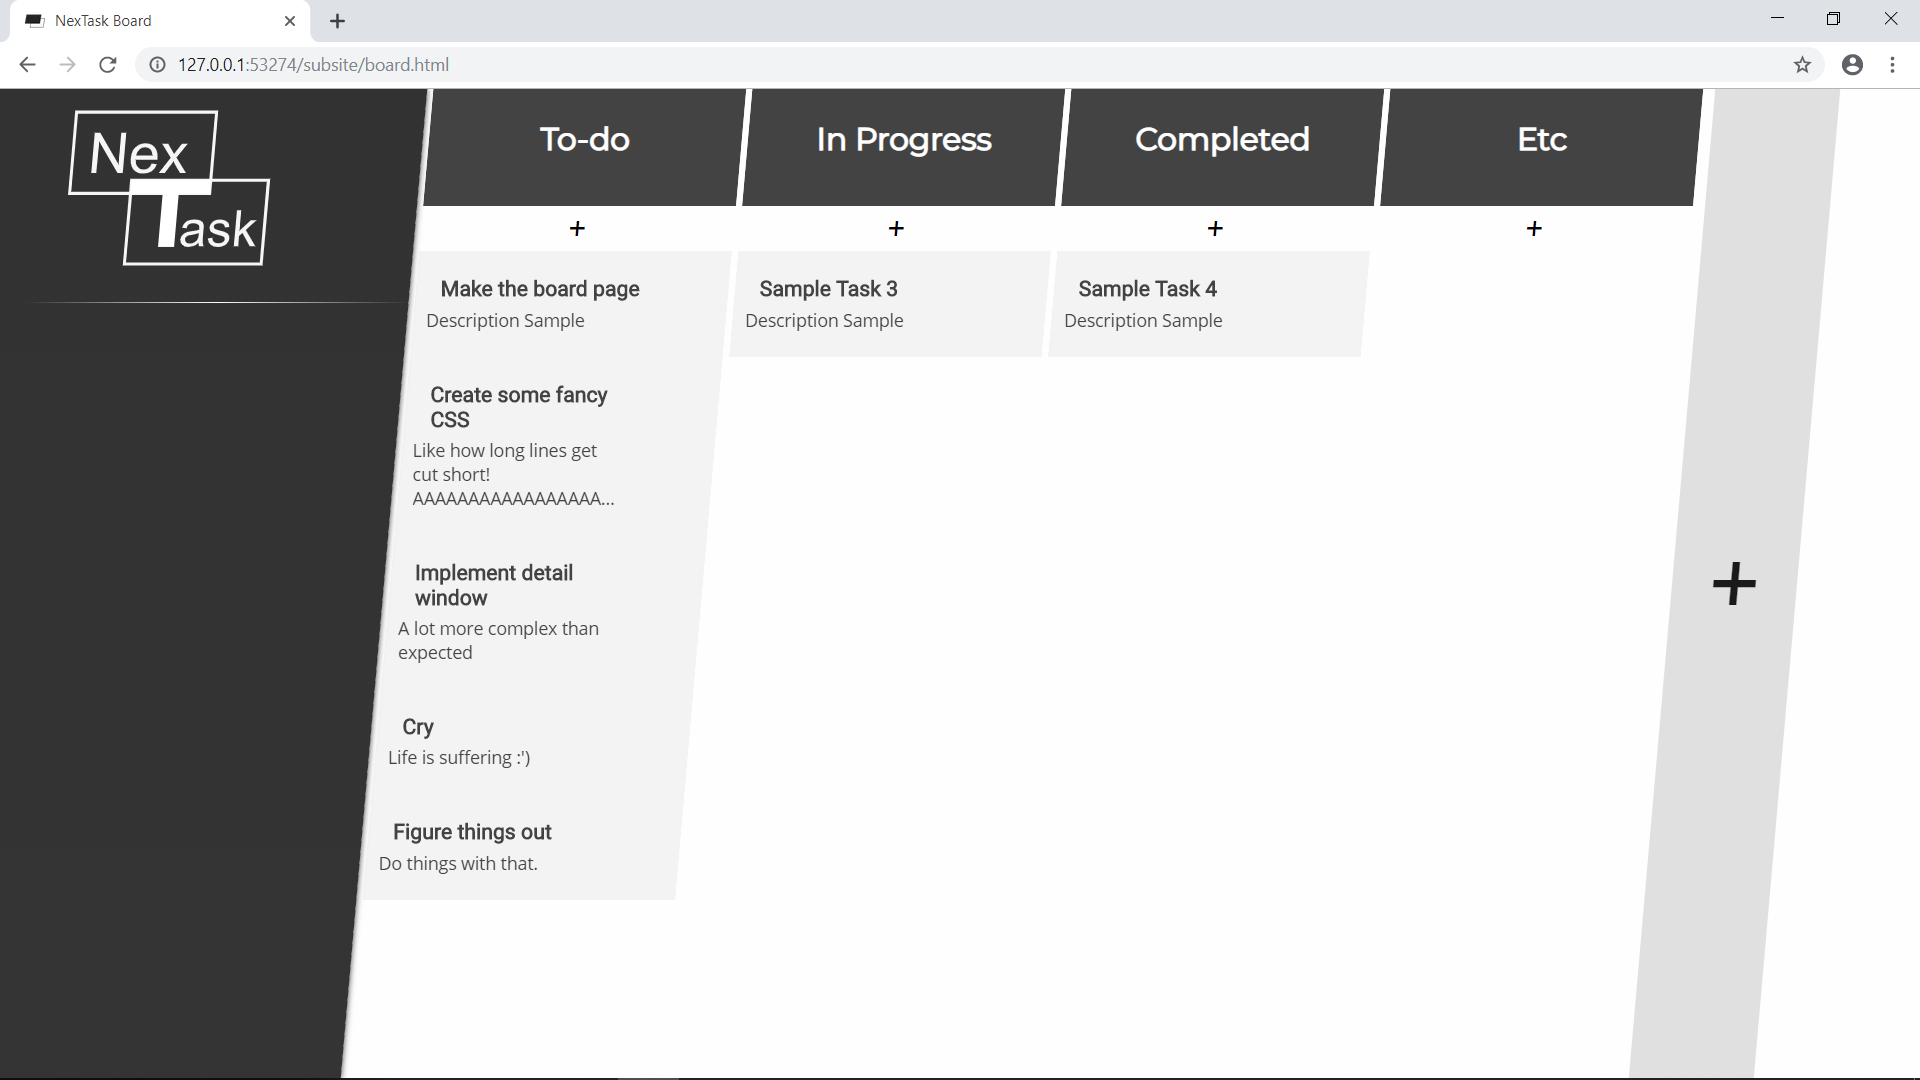 NexTask Board
127.0.0.1:53274/subsite/board.html
Nex
Task
To-do
In Progress
Completed
Etc
+
+
+
+
Make the board page
Description Sample
Create some fancy
CSS
Like how long lines get
cut short!
AAAAAAAAAAAAAAAAA...
Implement detail
window
A lot more complex than
expected
Cry
Life is suffering :')
Figure things out
Do things with that.
Sample Task 3
Description Sample
Sample Task 4
Description Sample
+